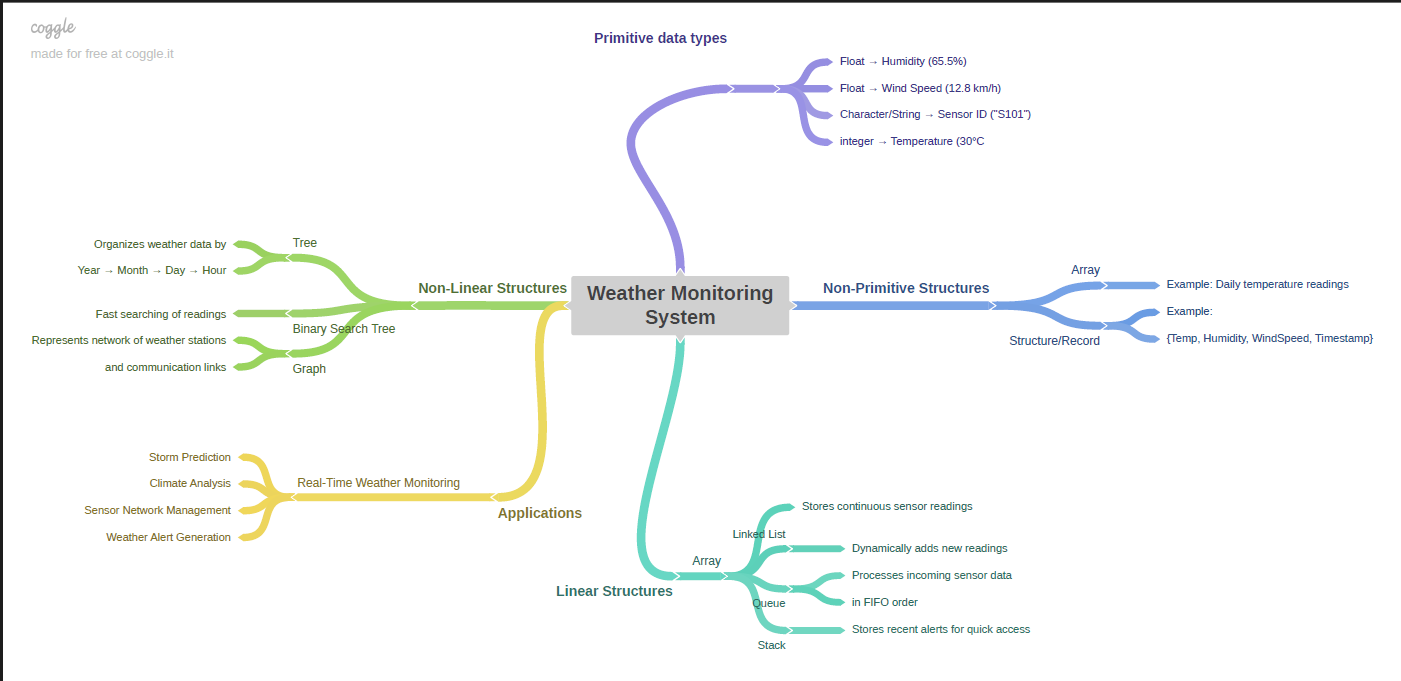 coggle
made for free at coggle.it
Primitive data types
Float → Humidity (65.5%)
Float → Wind Speed (12.8 km/h)
Character/String → Sensor ID ("S101")
integer → Temperature (30°C
Weather Monitoring
System
Non-Primitive Structures
Array
Example: Daily temperature readings
Structure/Record
Example:
{Temp, Humidity, WindSpeed, Timestamp}
Non-Linear Structures
Tree
Organizes weather data by
Year → Month → Day → Hour
Binary Search Tree
Fast searching of readings
Graph
Represents network of weather stations
and communication links
Applications
Real-Time Weather Monitoring
Storm Prediction
Climate Analysis
Sensor Network Management
Weather Alert Generation
Linear Structures
Array
Stores continuous sensor readings
Linked List
Dynamically adds new readings
Queue
Processes incoming sensor data
in FIFO order
Stack
Stores recent alerts for quick access